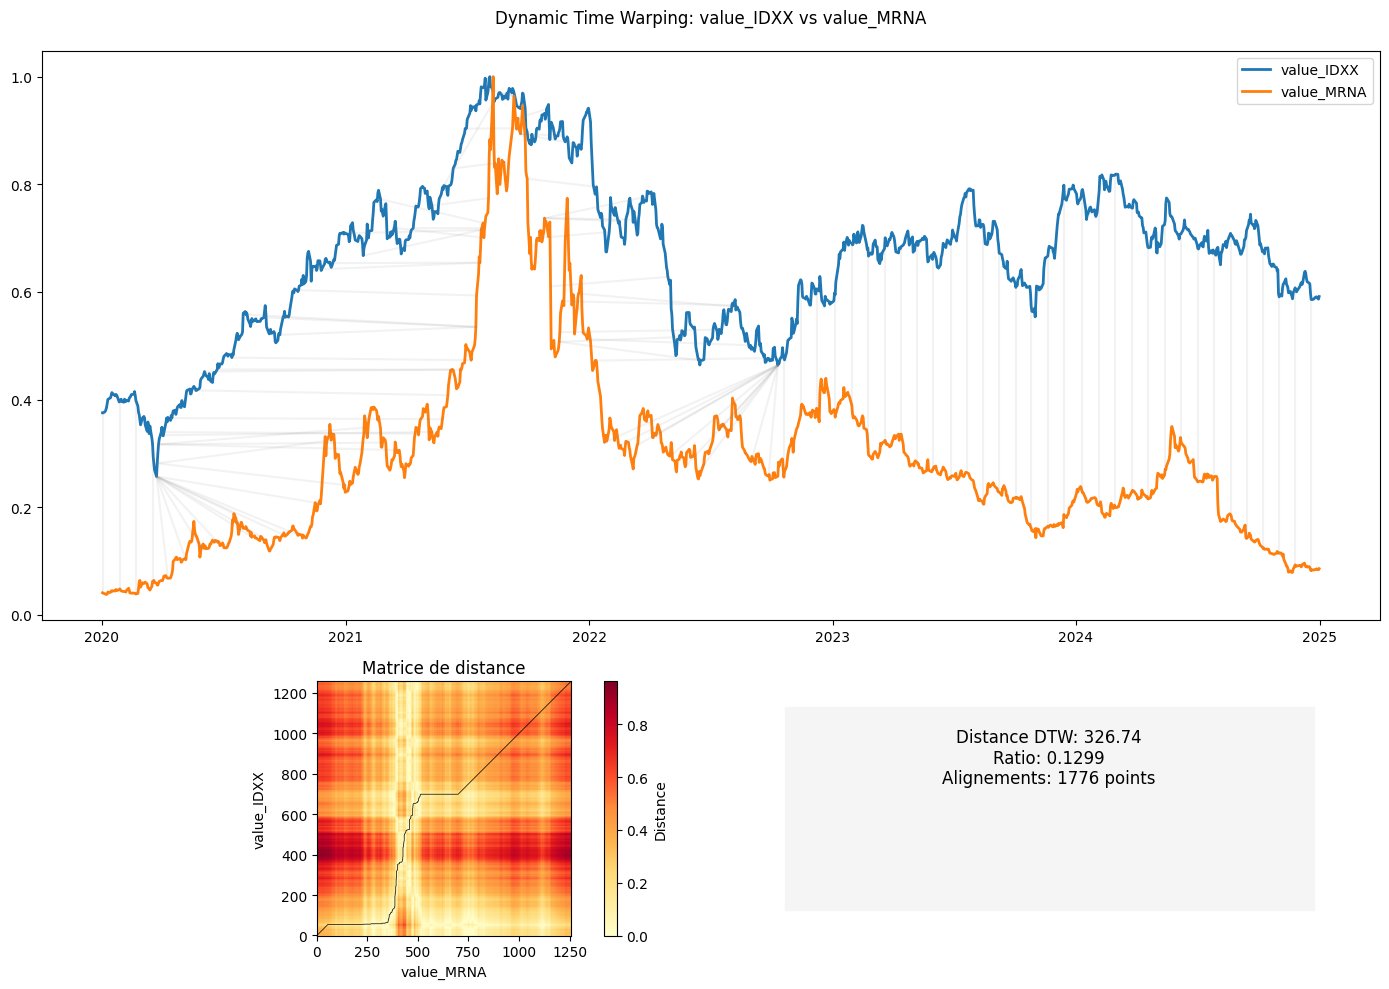 Dynamic Time Warping: value_IDXX vs value_MRNA
value_IDXX
value_MRNA
1.0
0.8
0.6
0.4
0.2
0.0
2020 2021 2022 2023 2024 2025
Matrice de distance
1200
1000
800
600
400
200
0
value_IDXX
0 250 500 750 1000 1250
value_MRNA
0.8
0.6
0.4
0.2
0.0
Distance
Distance DTW: 326.74
Ratio: 0.1299
Alignements: 1776 points